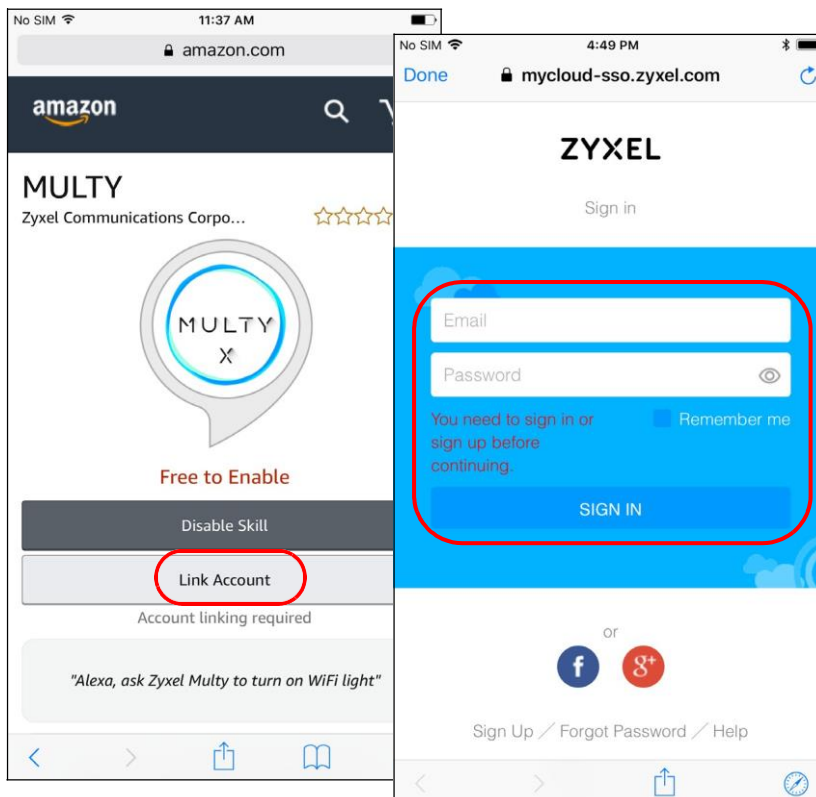 No SIM 11:37 AM
amazon.com
amazon
MULTY
Zyxel Communications Corpo...
MULTY
X
Free to Enable
Disable Skill
Link Account
Account linking required
"Alexa, ask Zyxel Multy to turn on WiFi light"
No SIM 4:49 PM
Done mycloud-sso.zyxel.com
ZYXEL
Sign in
Email
Password
You need to sign in or
sign up before
continuing.
Remember me
SIGN IN
or
f g+
Sign Up / Forgot Password / Help